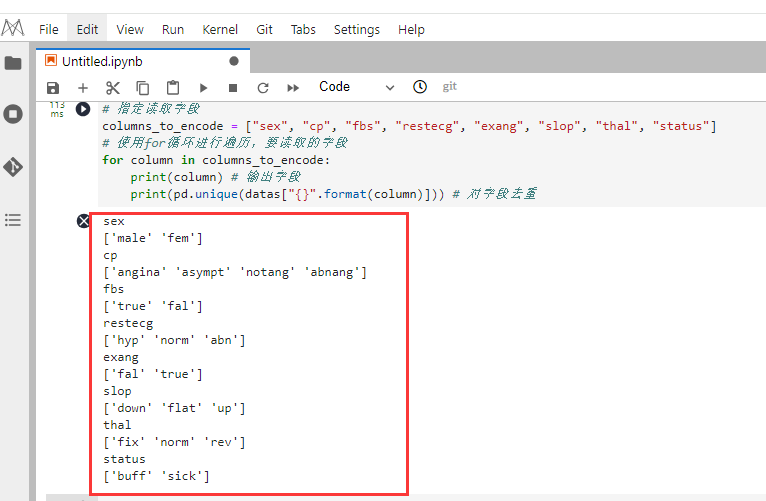 File Edit View Run Kernel Git Tabs Settings Help
Untitled.ipynb
Code git
113
ms
# 指定读取字段
columns_to_encode = ["sex", "cp", "fbs", "restecg", "exang", "slop", "thal", "status"]
# 使用for循环进行遍历，要读取的字段
for column in columns_to_encode:
    print(column) # 输出字段
    print(pd.unique(datas["{}".format(column)])) # 对字段去重
sex
['male' 'fem']
cp
['angina' 'asympt' 'notang' 'abnang']
fbs
['true' 'fal']
restecg
['hyp' 'norm' 'abn']
exang
['fal' 'true']
slop
['down' 'flat' 'up']
thal
['fix' 'norm' 'rev']
status
['buff' 'sick']